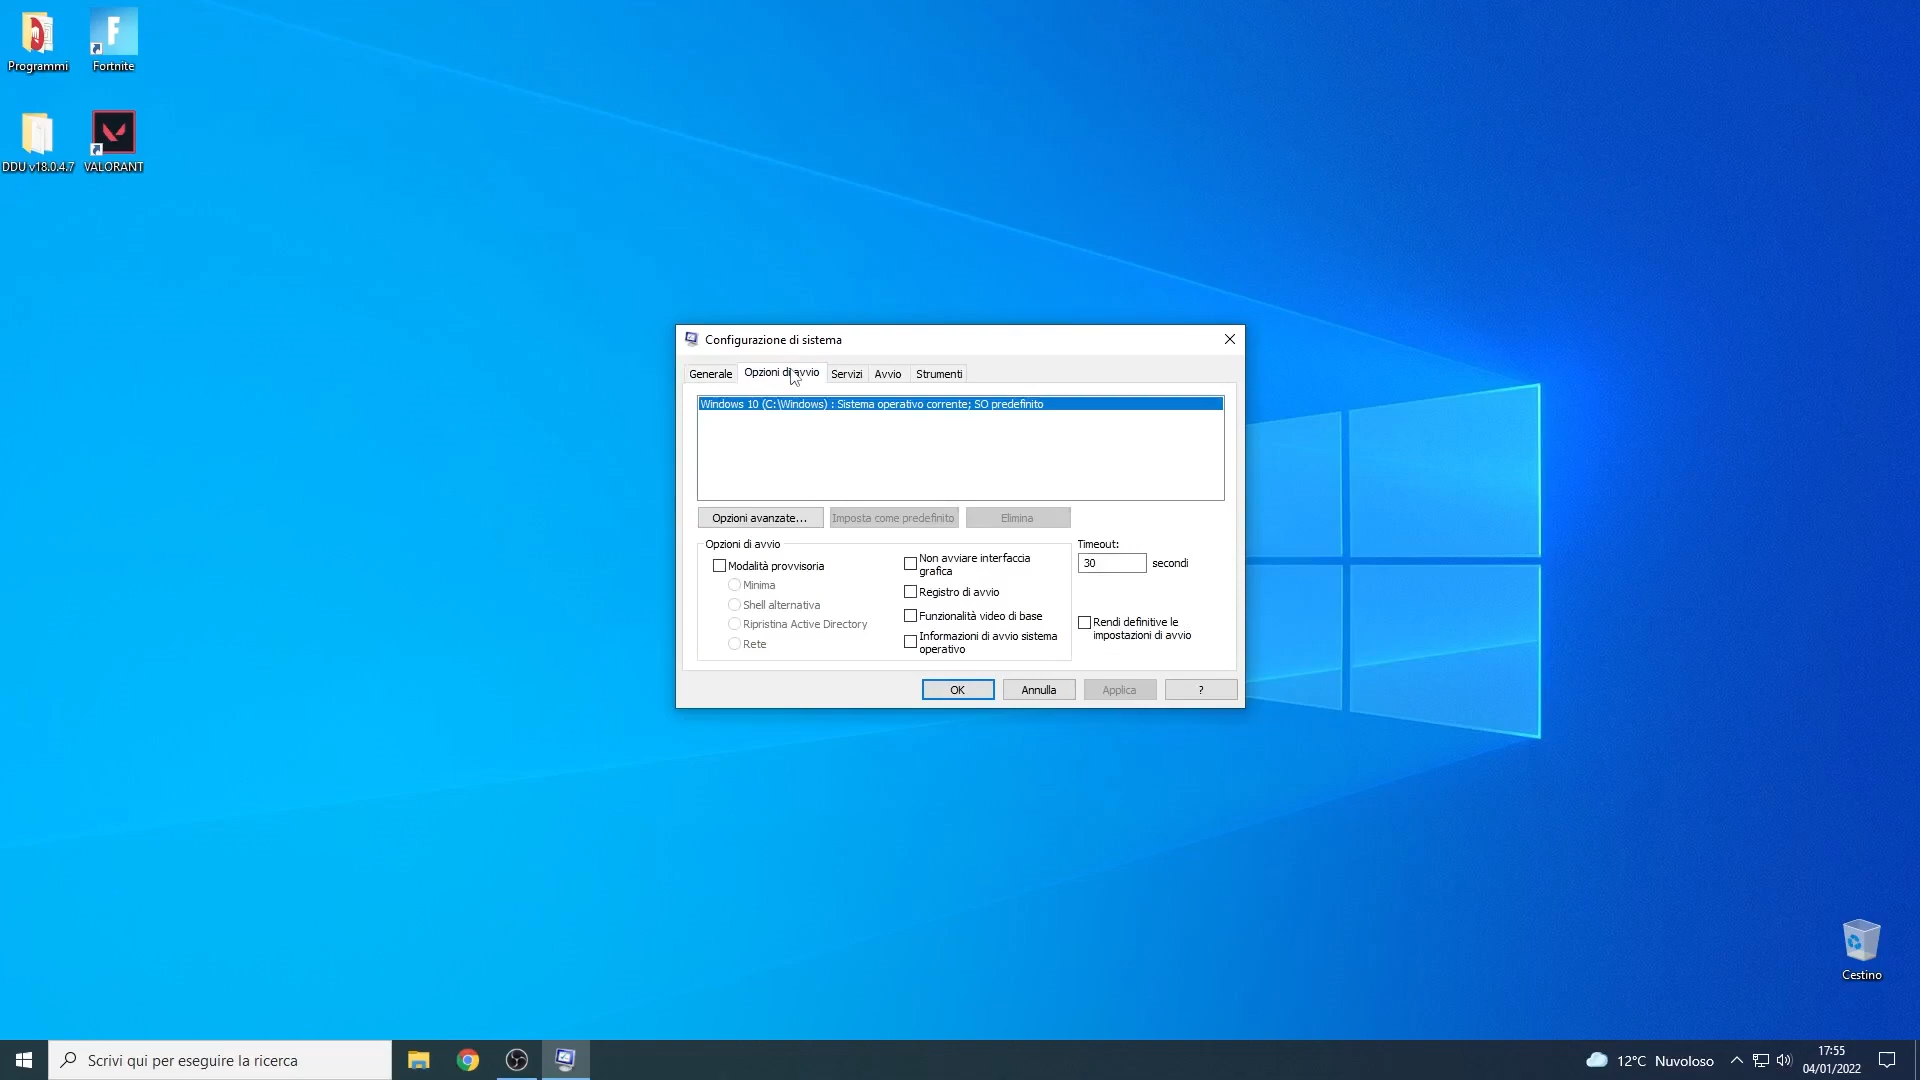 Programmi
Fortnite
DDU v18.0.4.7
VALORANT
Configurazione di sistema
Generale
Opzioni di avvio
Servizi
Avvio
Strumenti
Windows 10 (C:\Windows) : Sistema operativo corrente; SO predefinito
Opzioni avanzate...
Imposta come predefinito
Elimina
Opzioni di avvio
Modalità provvisoria
Minima
Shell alternativa
Ripristina Active Directory
Rete
Non avviare interfaccia
grafica
Registro di avvio
Funzionalità video di base
Informazioni di avvio sistema
operativo
Timeout:
30 secondi
Rendi definitive le
impostazioni di avvio
OK
Annulla
Applica
?
Cestino
Scrivi qui per eseguire la ricerca
12°C Nuvoloso
17:55
04/01/2022